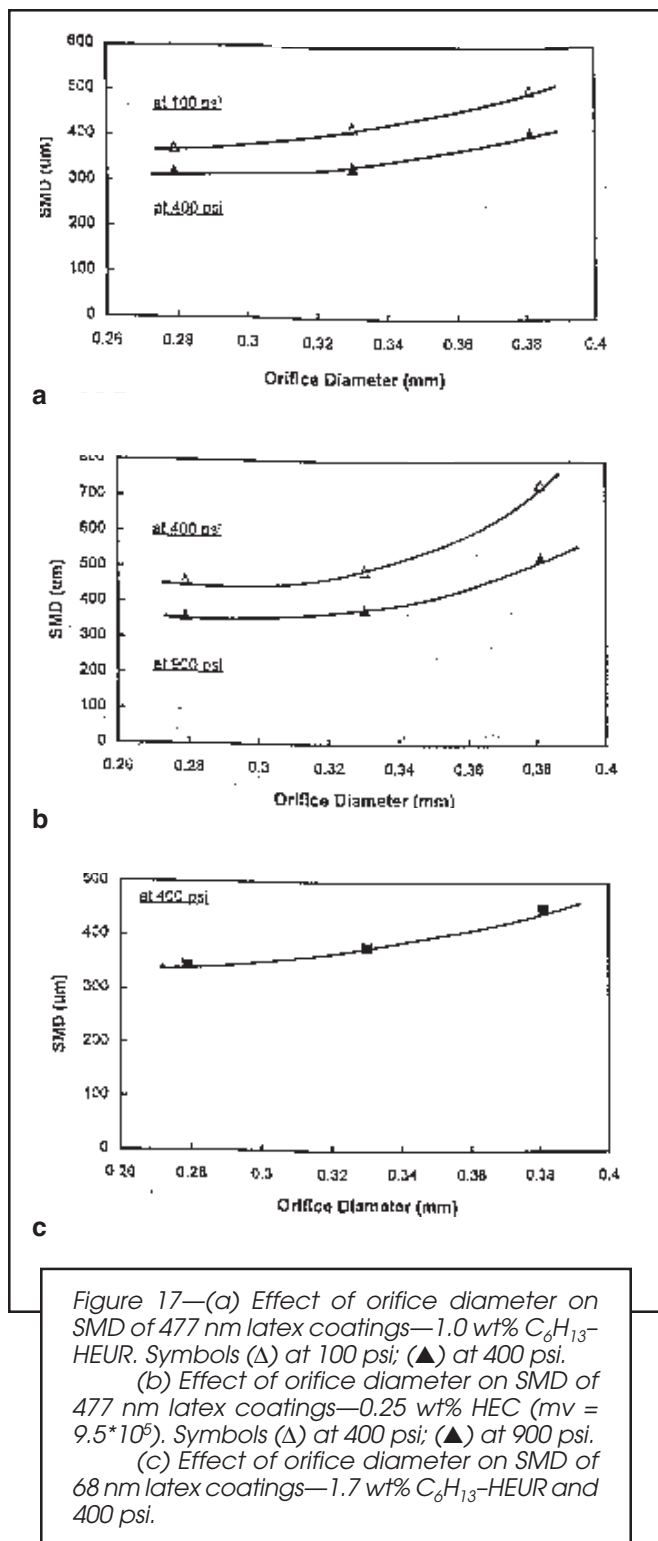 600
500
400
300
200
100
0
SMD (um)
at 100 psi
at 400 psi
0.26 0.28 0.3 0.32 0.34 0.36 0.38 0.4
Orifice Diameter (mm)
a
700
600
500
400
300
200
100
0
SMD (um)
at 400 psi
at 900 psi
0.26 0.28 0.3 0.32 0.34 0.36 0.38 0.4
Orifice Diameter (mm)
b
500
400
300
200
100
0
SMD (um)
at 400 psi
0.26 0.28 0.3 0.32 0.34 0.36 0.38 0.4
Orifice Diameter (mm)
c
Figure 17—(a) Effect of orifice diameter on
SMD of 477 nm latex coatings—1.0 wt% C₆H₁₃–
HEUR. Symbols (Δ) at 100 psi; (▲) at 400 psi.
(b) Effect of orifice diameter on SMD of
477 nm latex coatings—0.25 wt% HEC (mv =
9.5*10⁵). Symbols (Δ) at 400 psi; (▲) at 900 psi.
(c) Effect of orifice diameter on SMD of
68 nm latex coatings—1.7 wt% C₆H₁₃–HEUR and
400 psi.